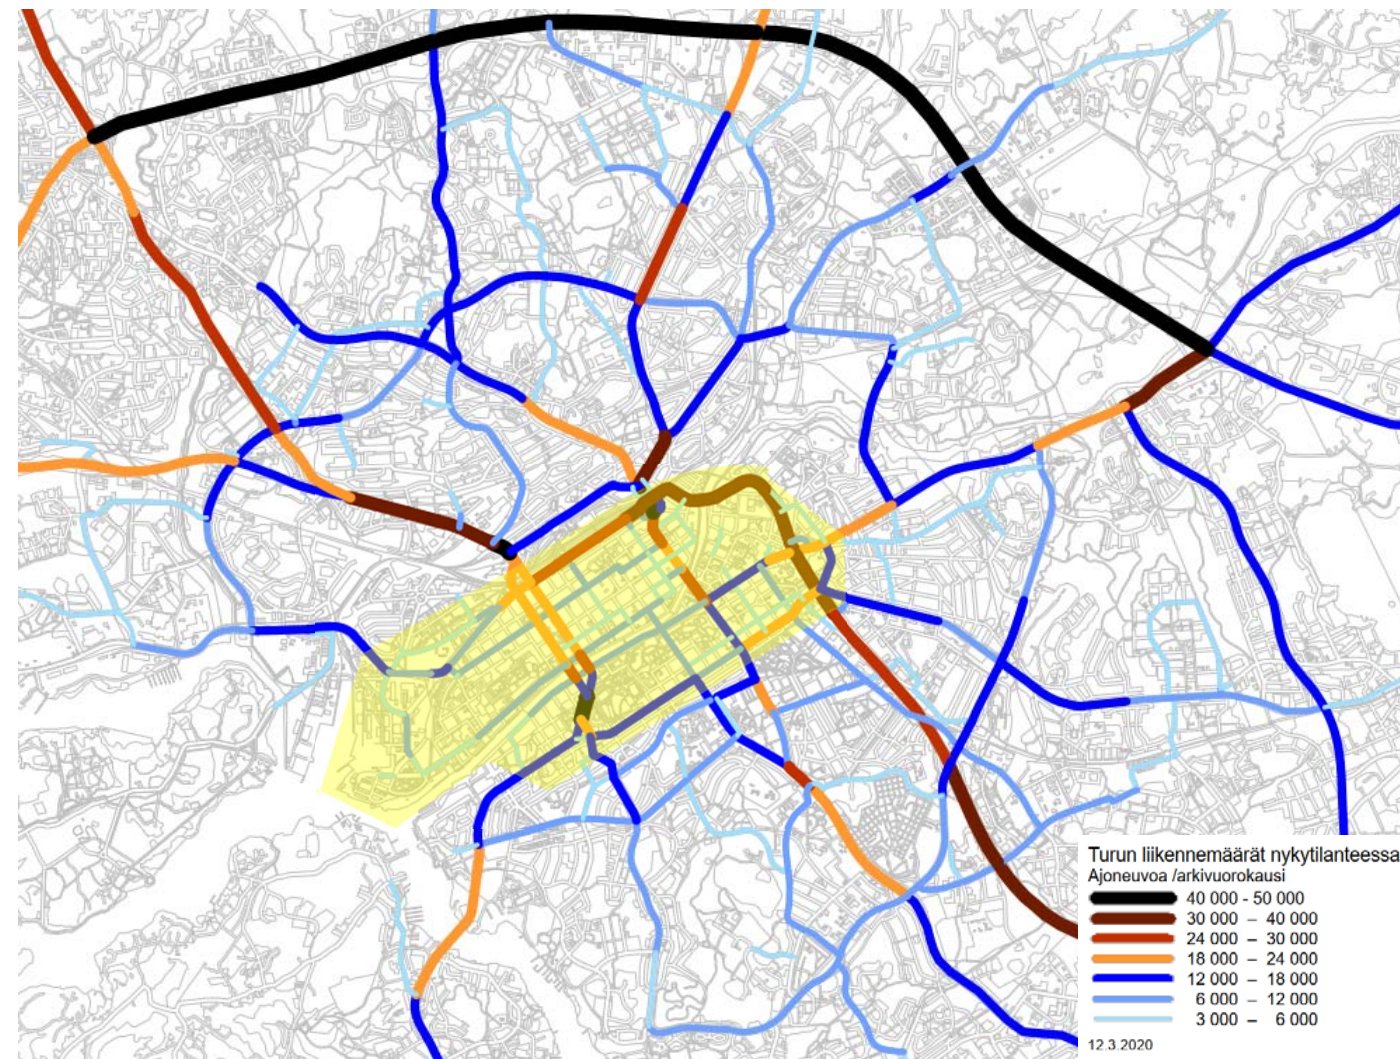 Turun liikennemäärät nykytilanteessa
Ajoneuvoa /arkivuorokausi
40 000 - 50 000
30 000 – 40 000
24 000 – 30 000
18 000 – 24 000
12 000 – 18 000
6 000 – 12 000
3 000 – 6 000
12.3.2020